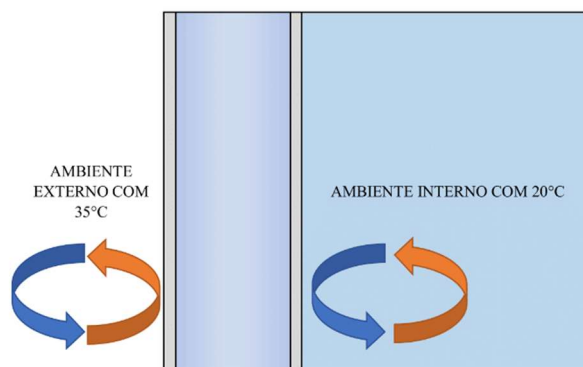 AMBIENTE
EXTERNO COM
35°C
AMBIENTE INTERNO COM 20°C